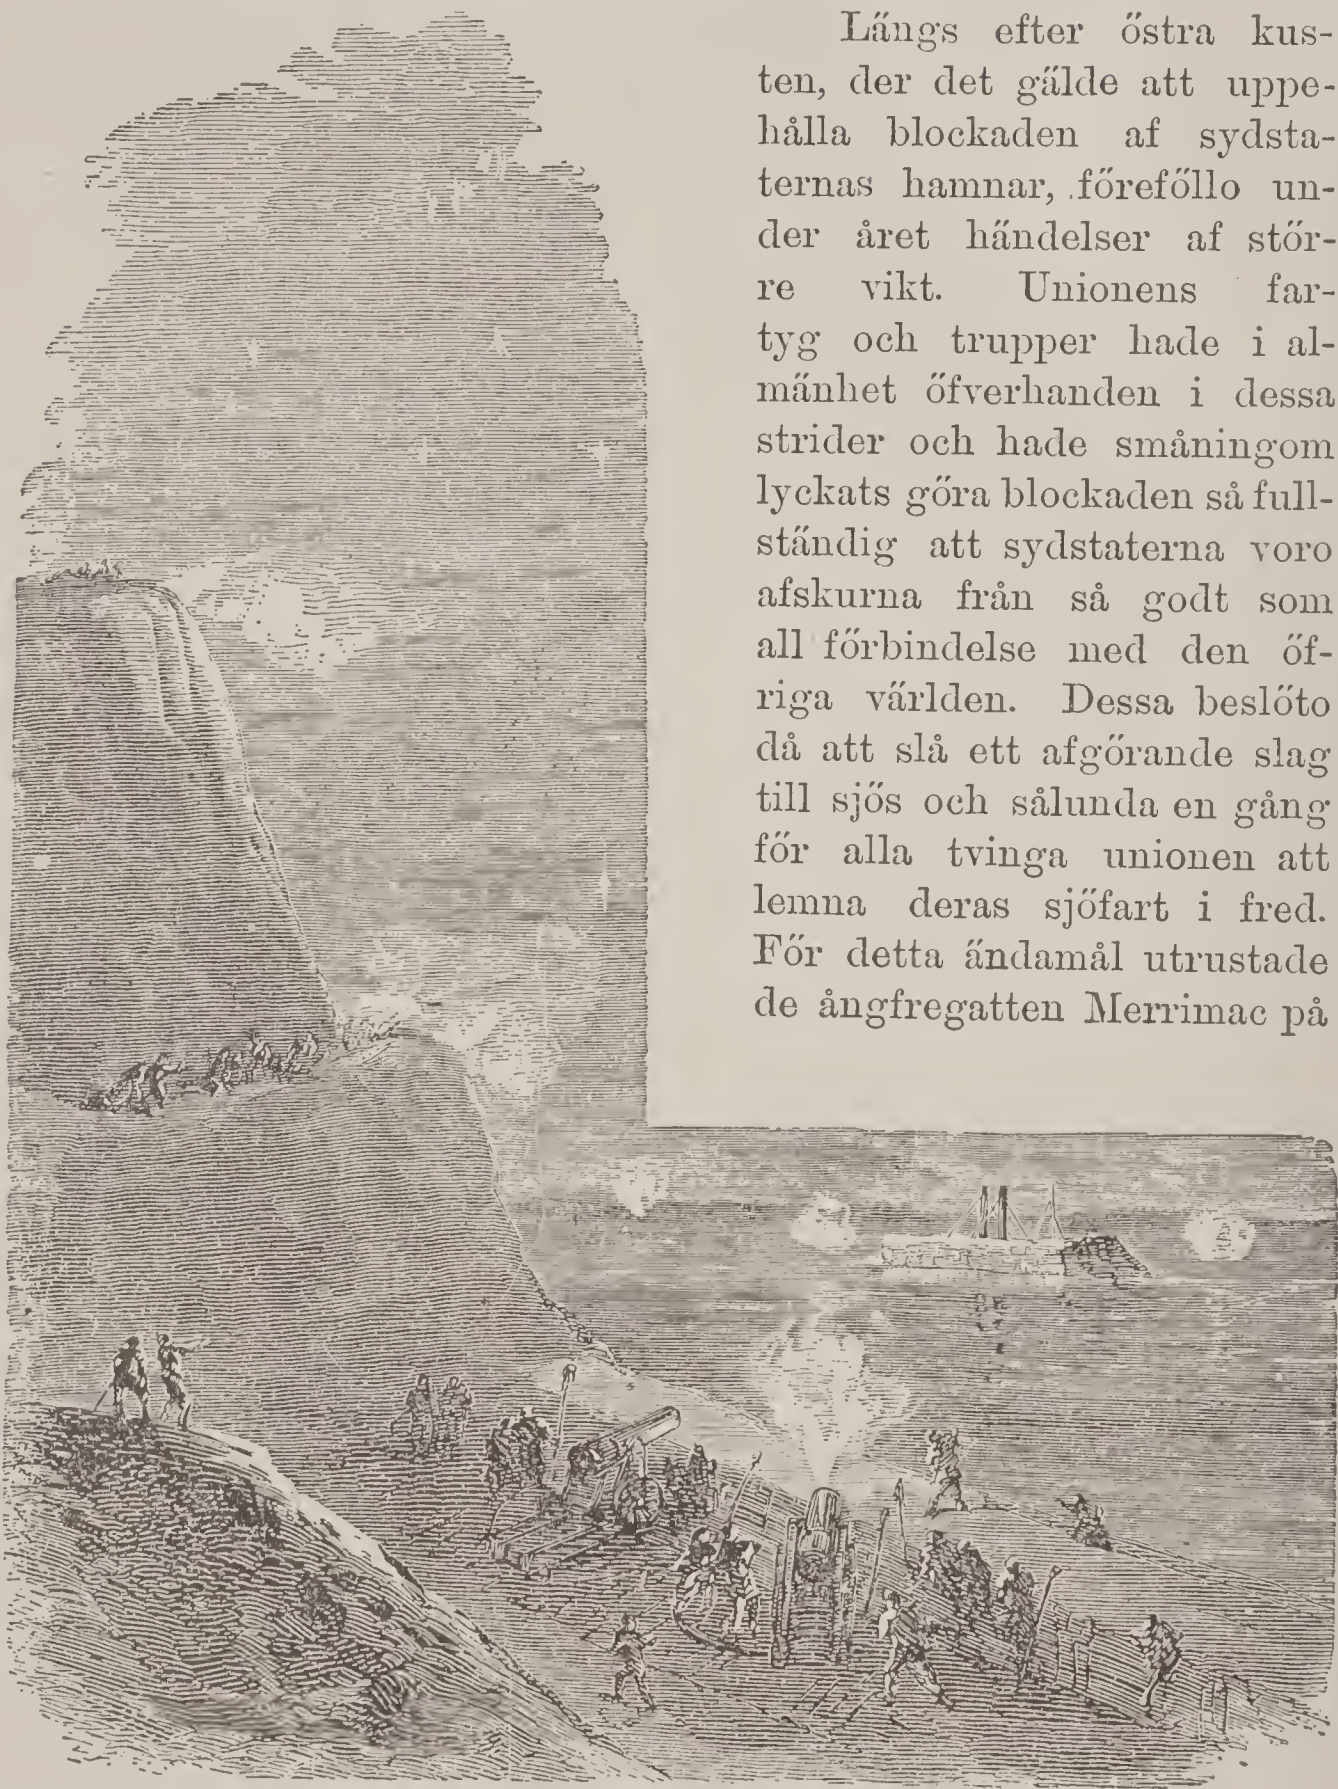 Längs efter östra kus-
ten, der det gälde att uppe-
hålla blockaden af sydsta-
ternas hamnar, föreföllo un-
der året händelser af stör-
re vikt. Unionens far-
tyg och trupper hade i al-
mänhet öfverhanden i dessa
strider och hade småningom
lyckats göra blockaden så full-
ständig att sydstaterna voro
afskurna från så godt som
all förbindelse med den öf-
riga världen. Dessa beslöto
då att slå ett afgörande slag
till sjös och sålunda en gång
för alla tvinga unionen att
lemna deras sjöfart i fred.
För detta ändamål utrustade
de ångfregatten Merrimac på